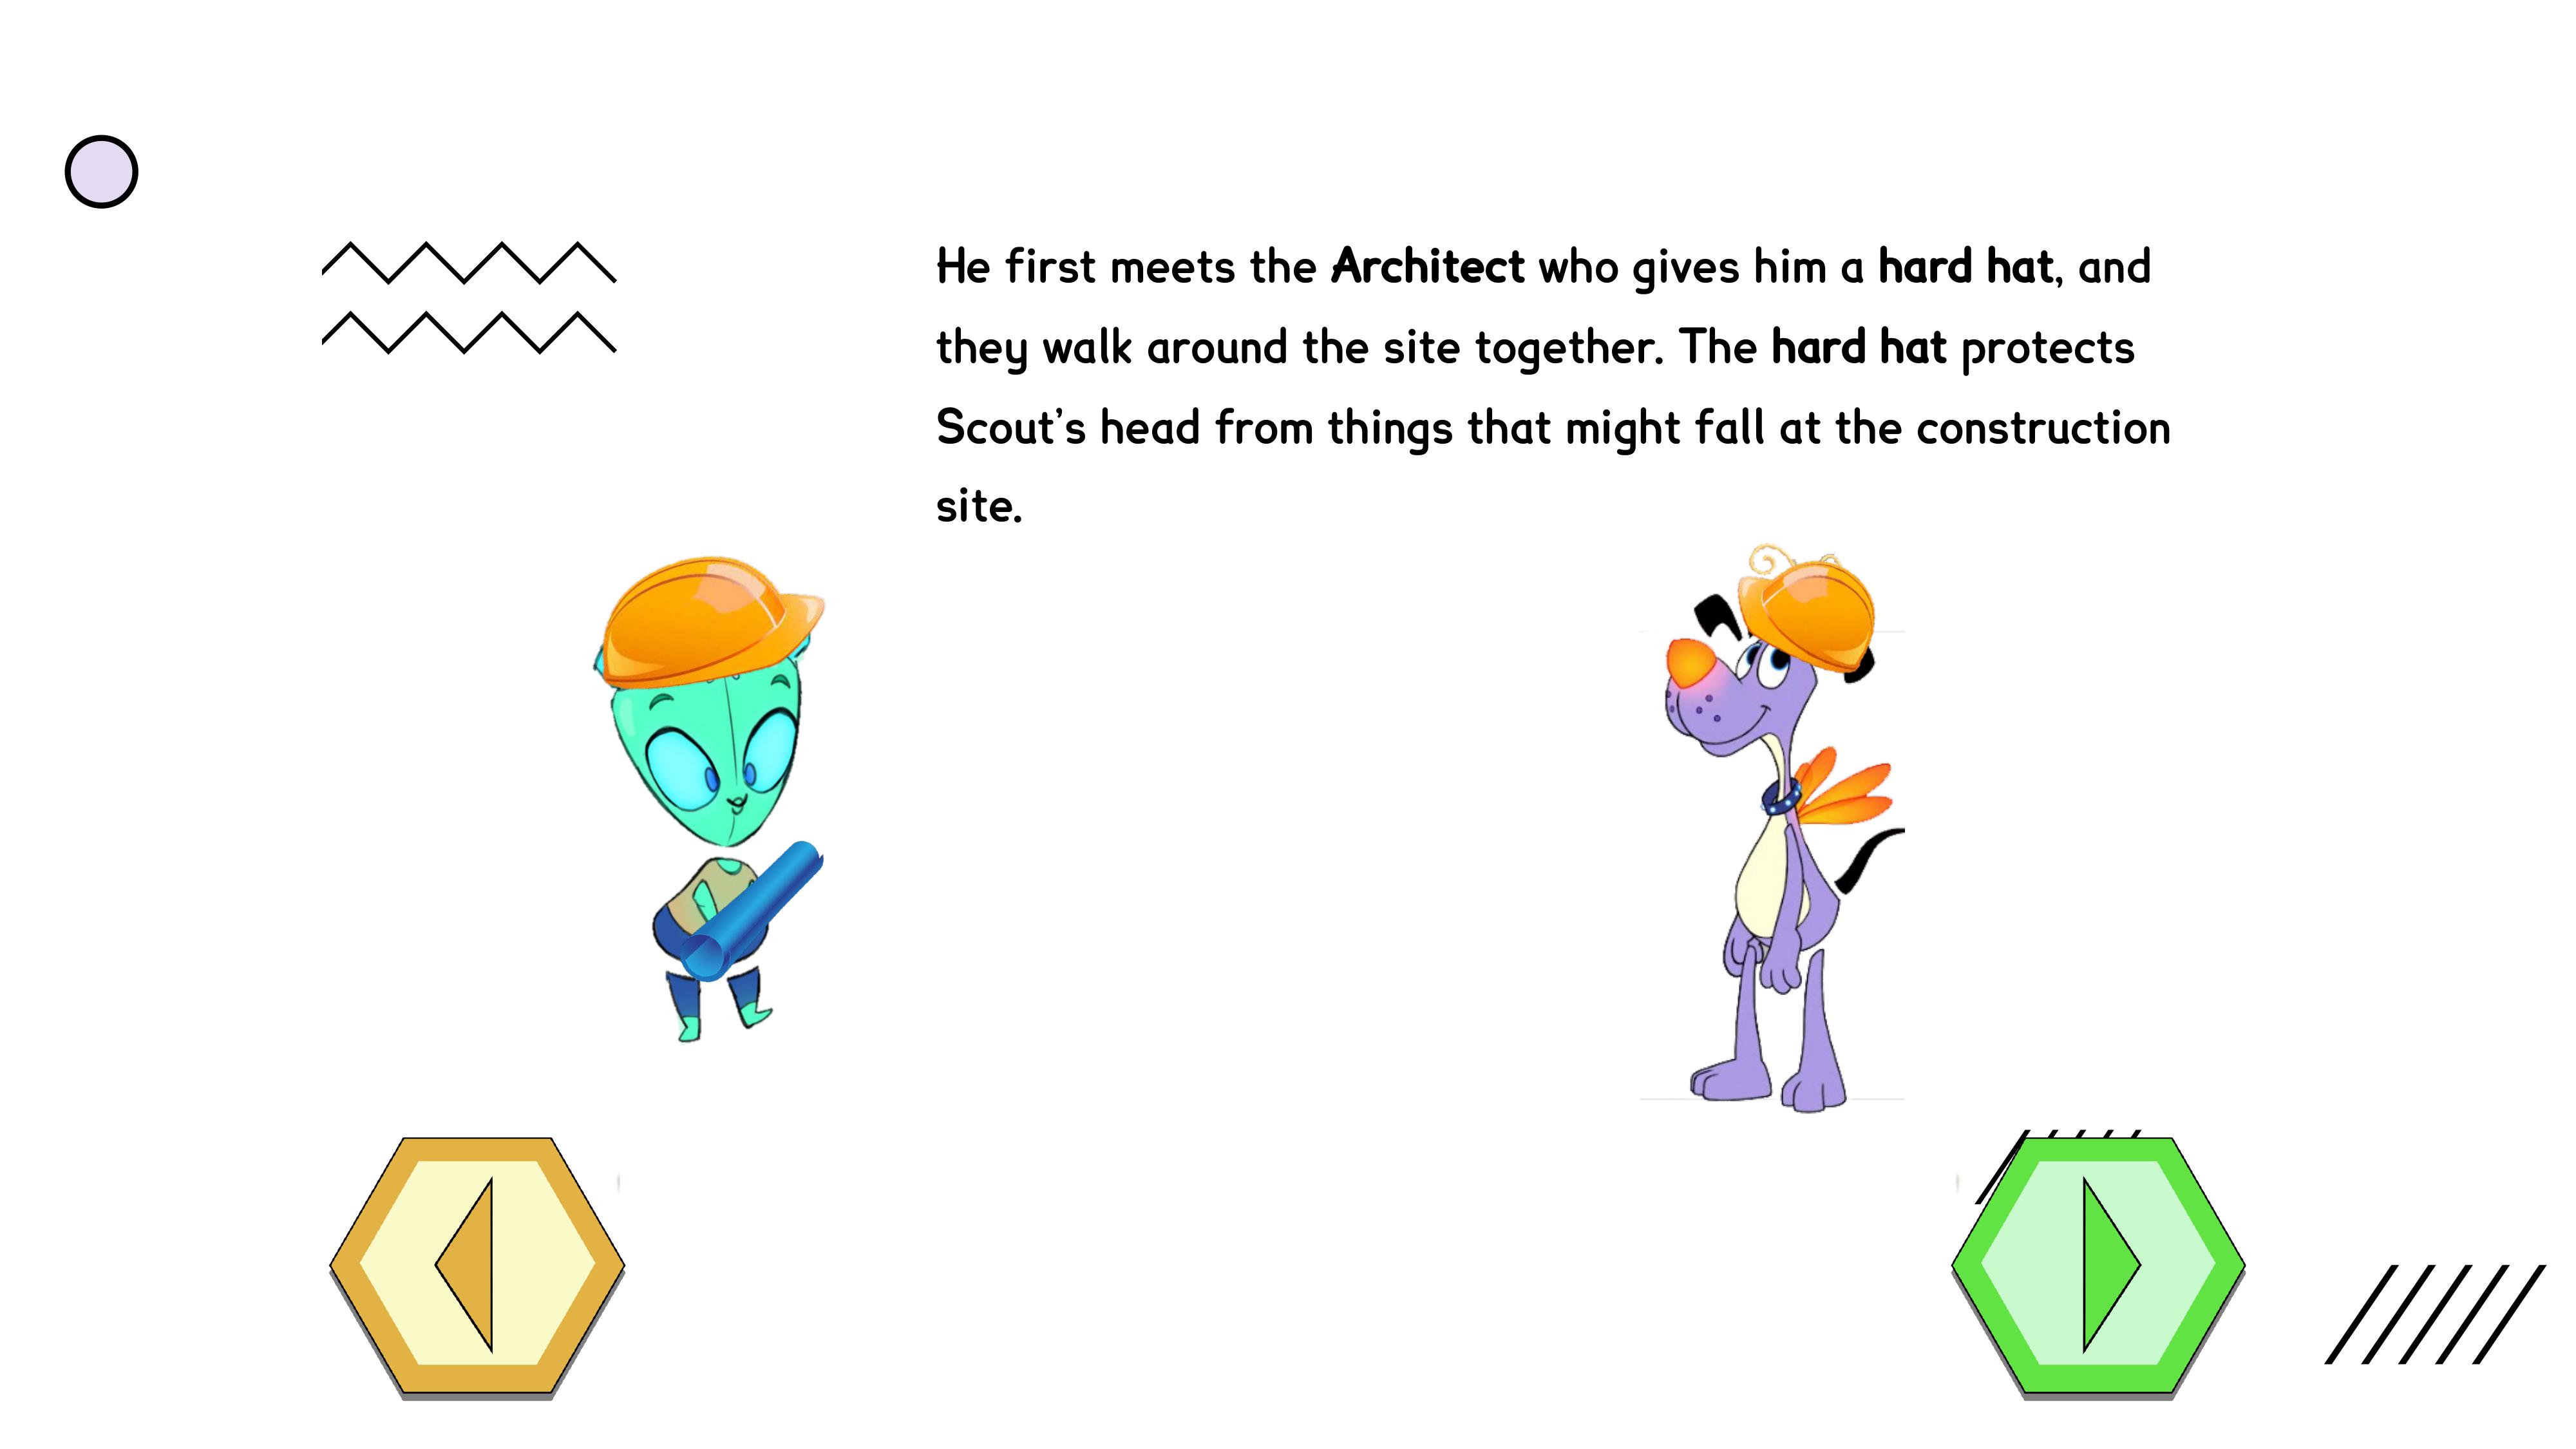 He first meets the Architect who gives him a hard hat, and
they walk around the site together. The hard hat protects
Scout's head from things that might fall at the construction
site.